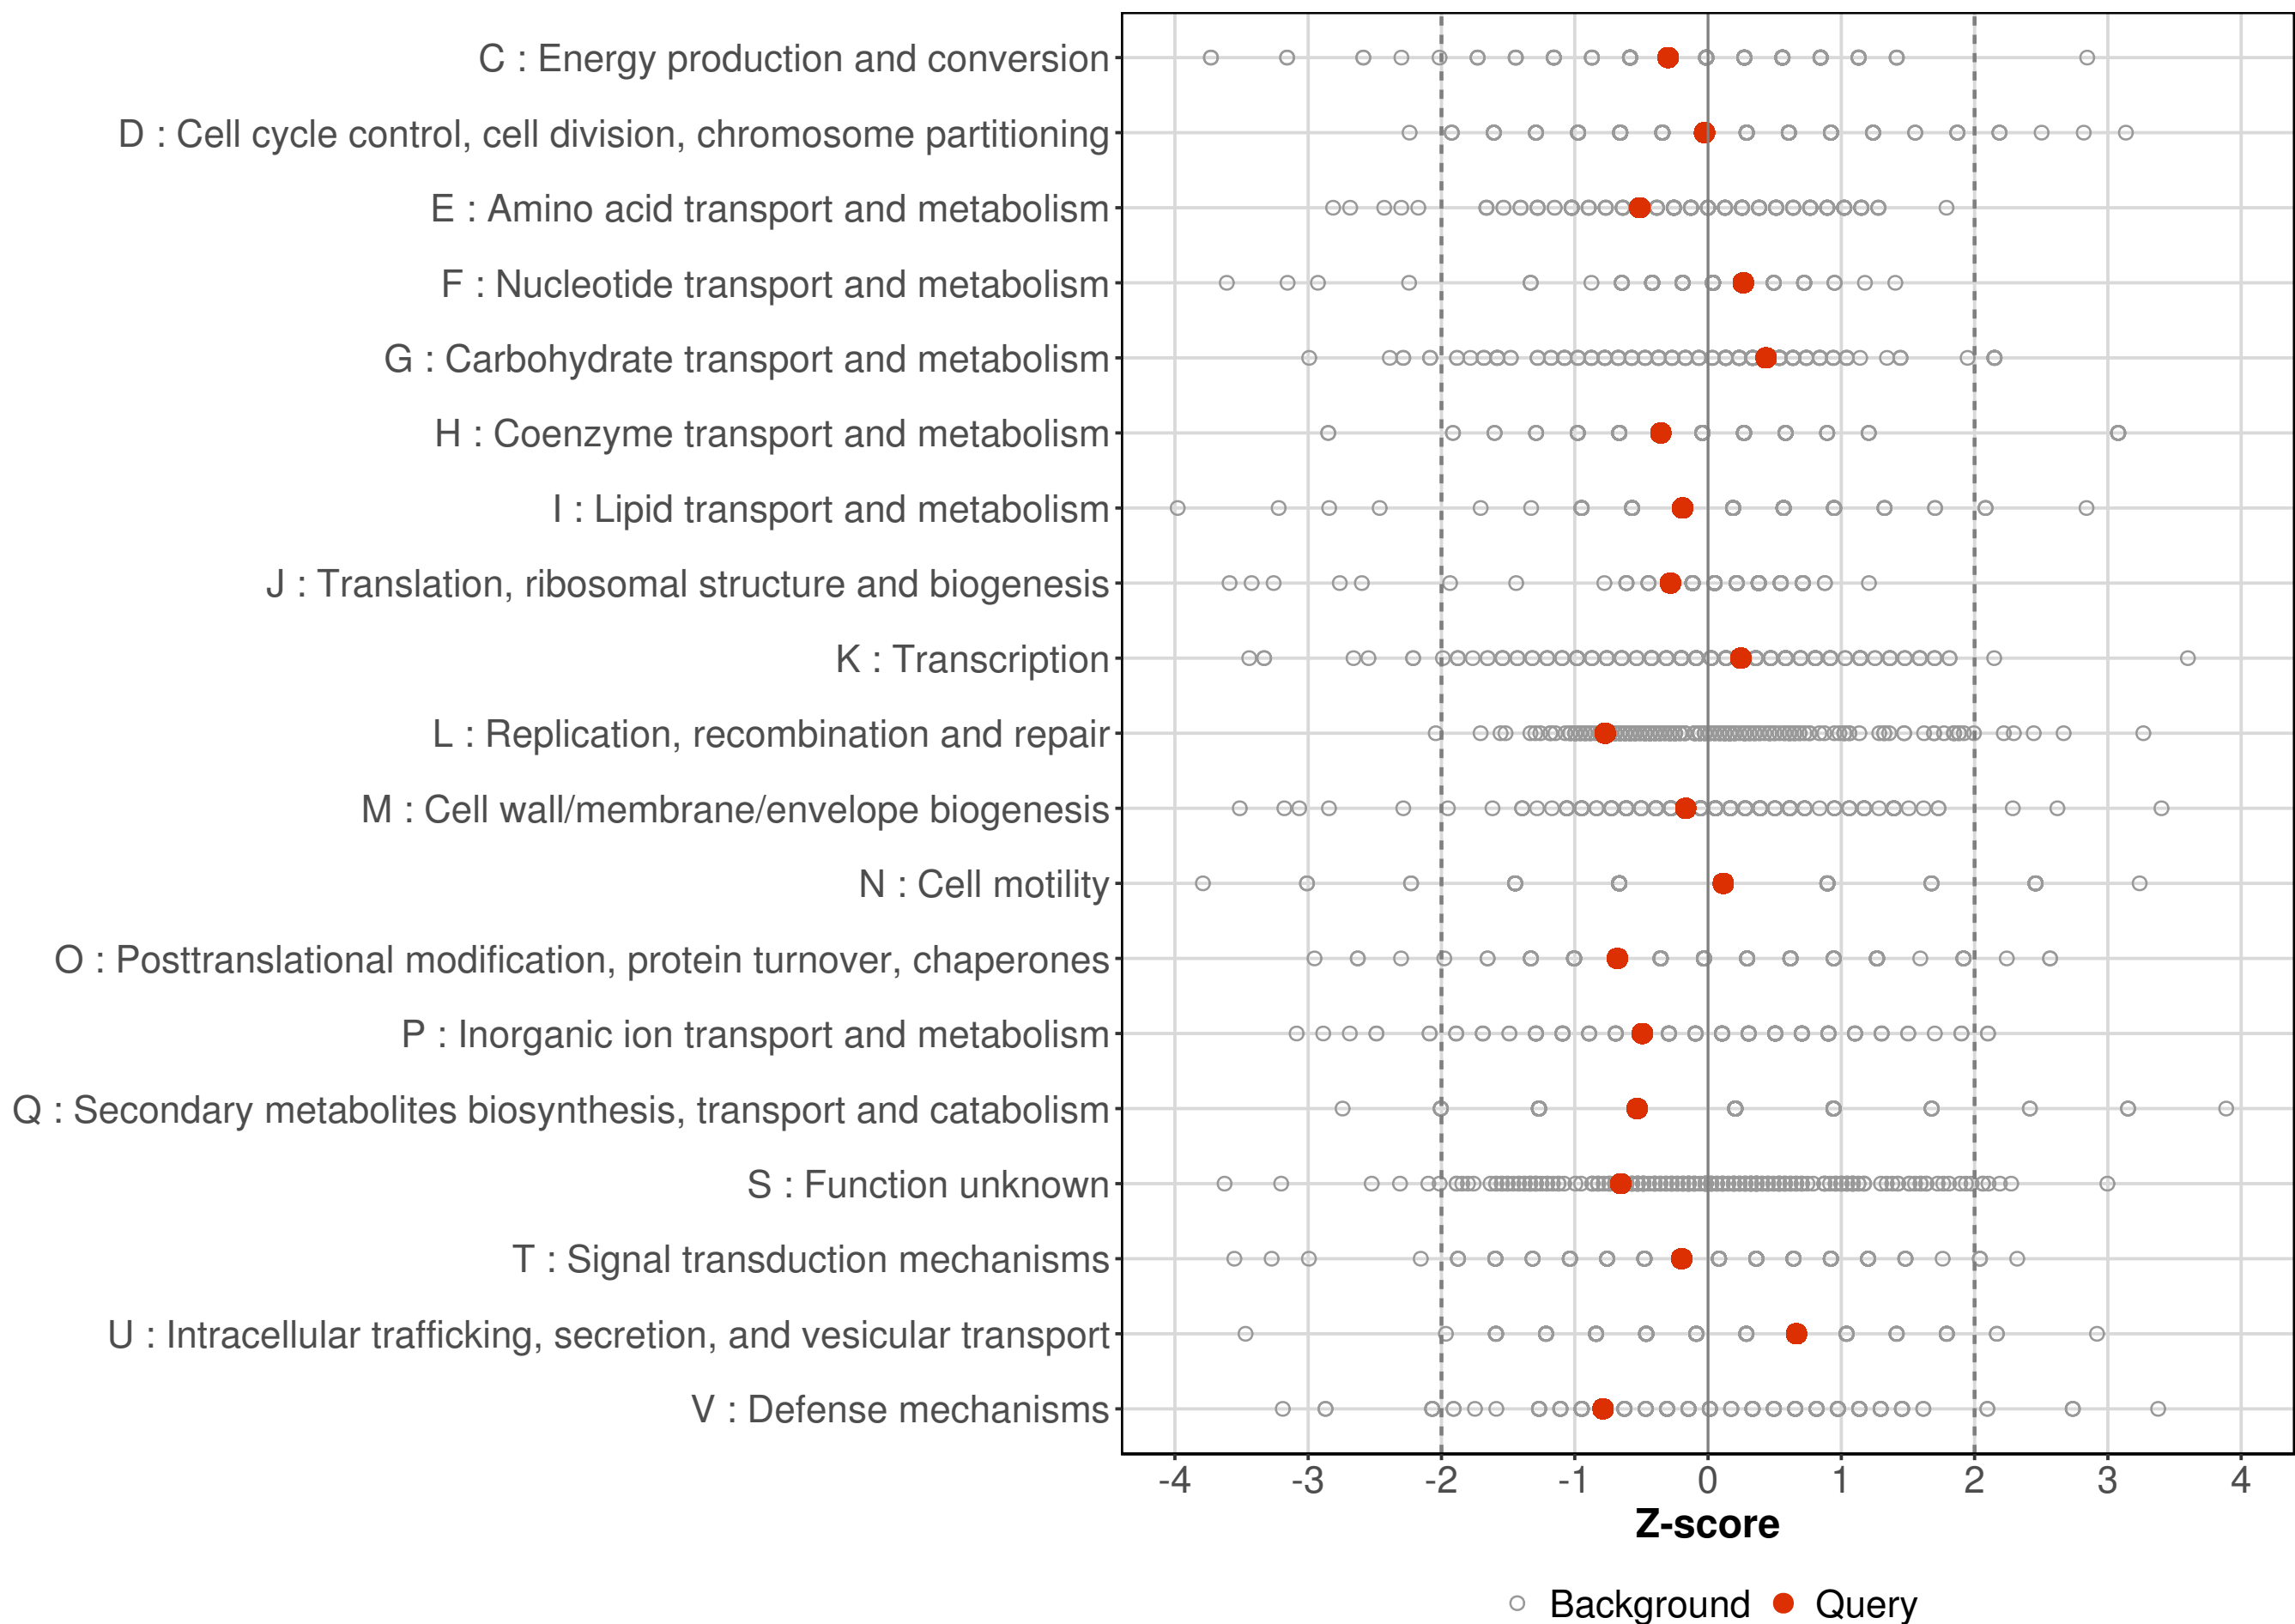 C : Energy production and conversion
D : Cell cycle control, cell division, chromosome partitioning
E : Amino acid transport and metabolism
F : Nucleotide transport and metabolism
G : Carbohydrate transport and metabolism
H : Coenzyme transport and metabolism
I : Lipid transport and metabolism
J : Translation, ribosomal structure and biogenesis
K : Transcription
L : Replication, recombination and repair
M : Cell wall/membrane/envelope biogenesis
N : Cell motility
O : Posttranslational modification, protein turnover, chaperones
P : Inorganic ion transport and metabolism
Q : Secondary metabolites biosynthesis, transport and catabolism
S : Function unknown
T : Signal transduction mechanisms
U : Intracellular trafficking, secretion, and vesicular transport
V : Defense mechanisms
-4 -3 -2 -1 0 1 2 3 4
Z-score
Background Query